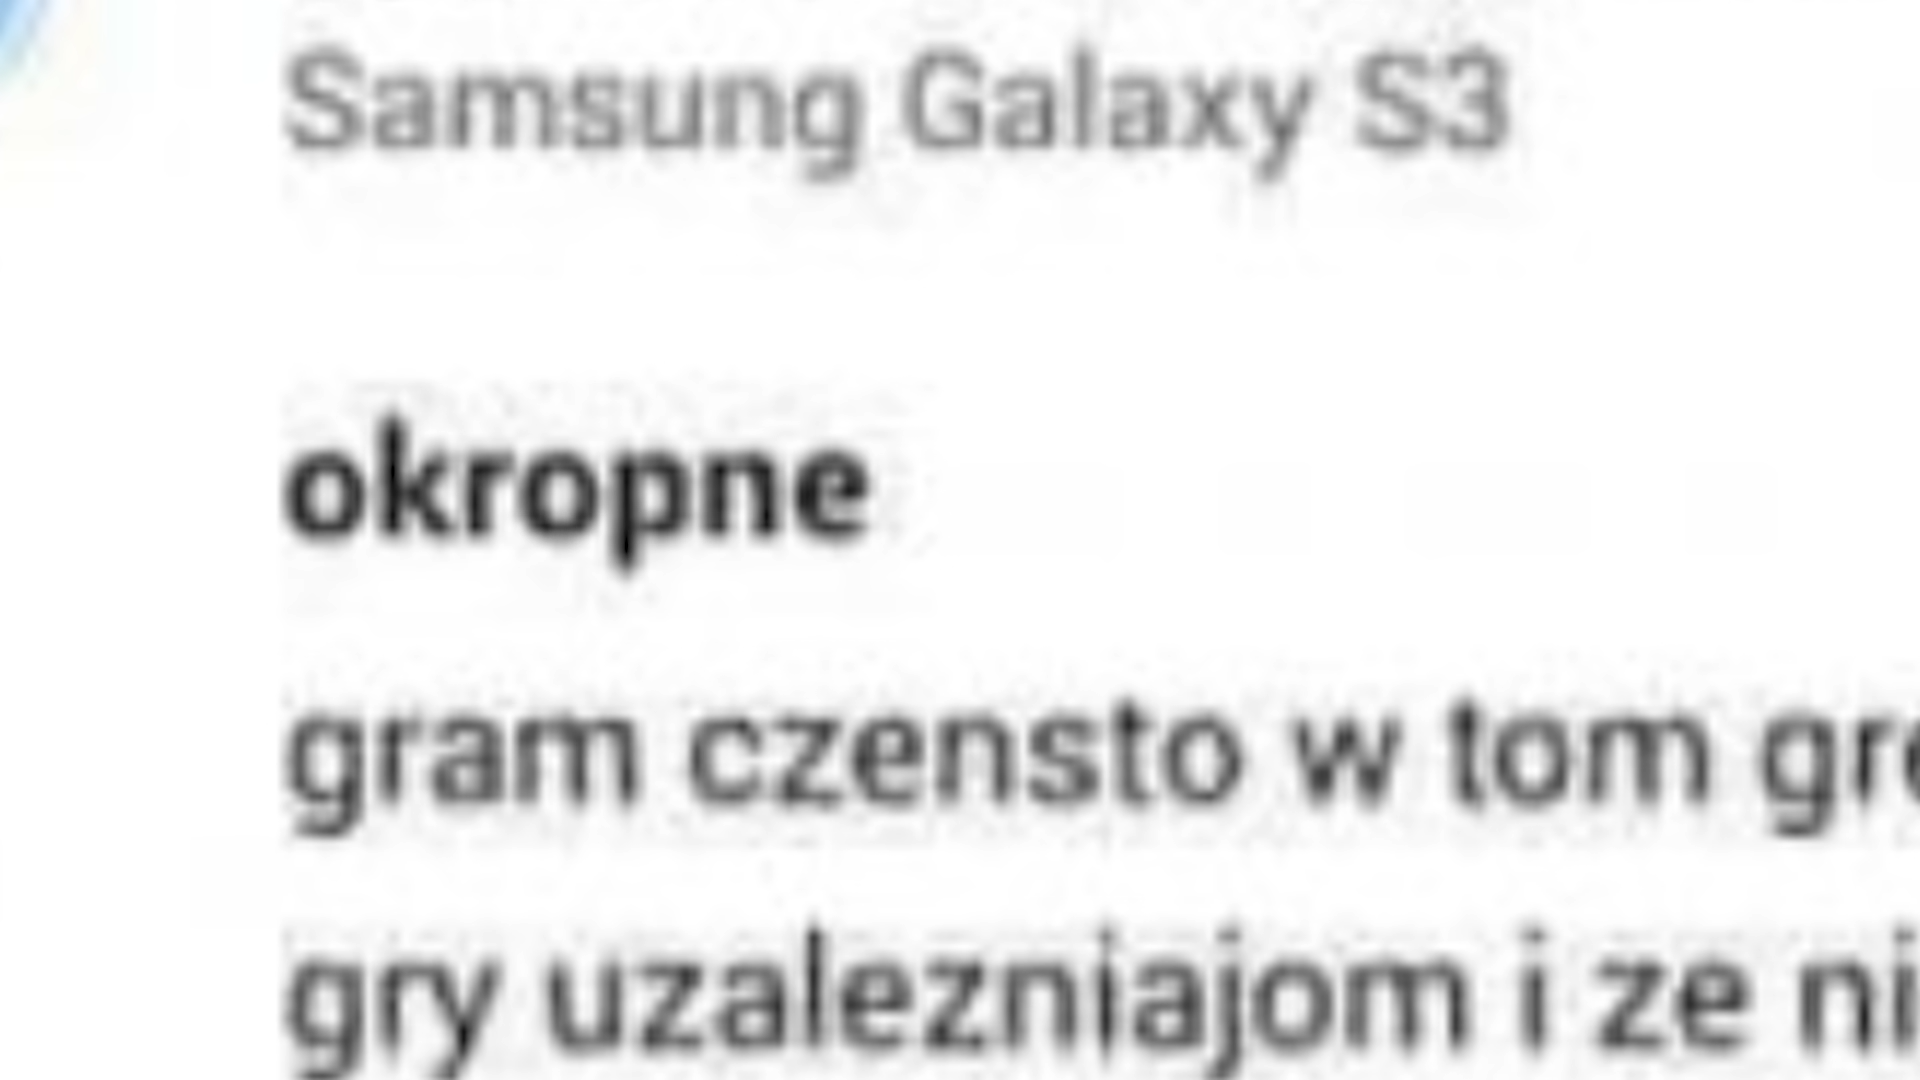 Samsung Galaxy S3
okropne
gram czensto w tom
gry uzalezniajom i ze